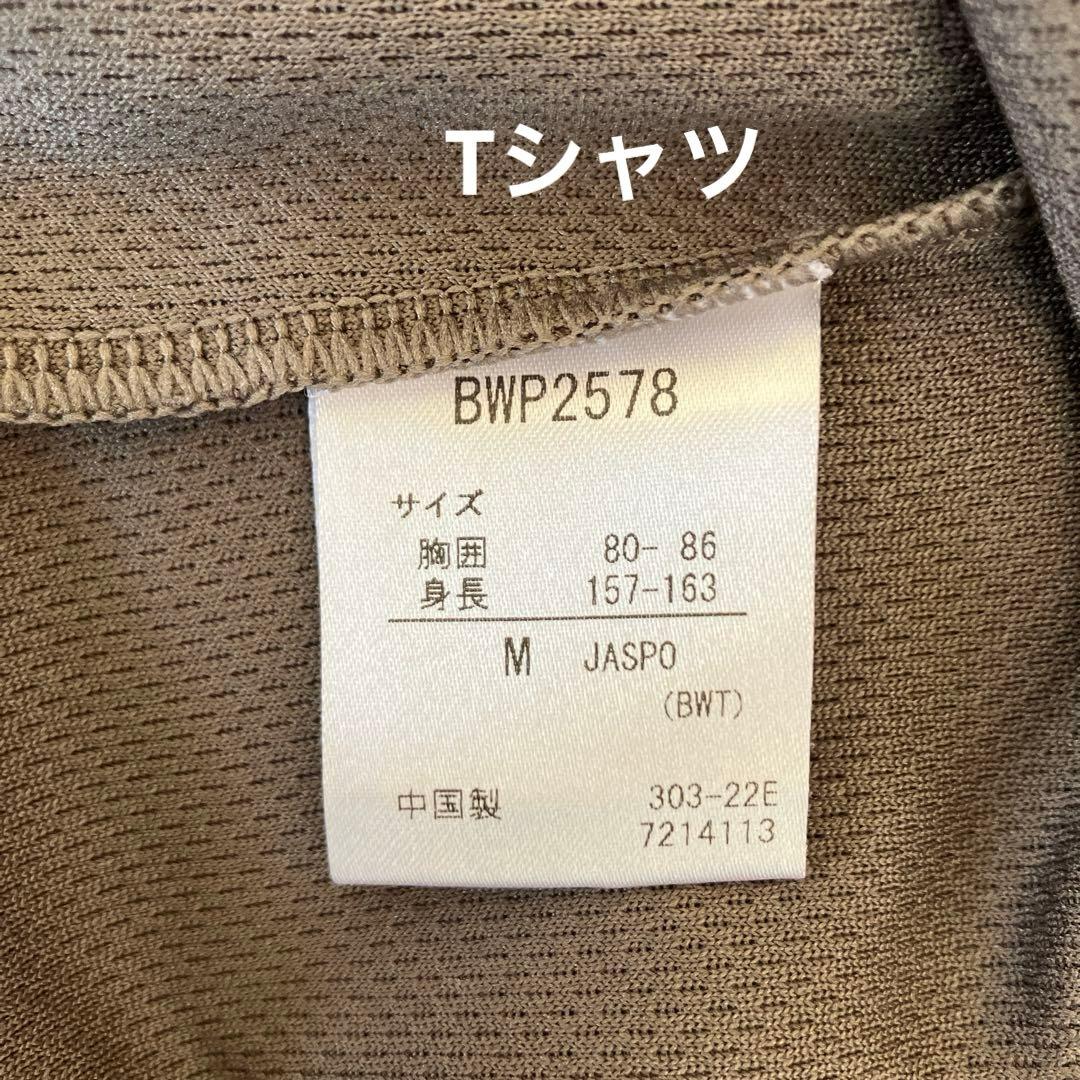 Tシャツ
BWP2578
サイズ
胸囲 80- 86
身長 157-163
M JASPO
(BWT)
中国製 303-22E
7214113